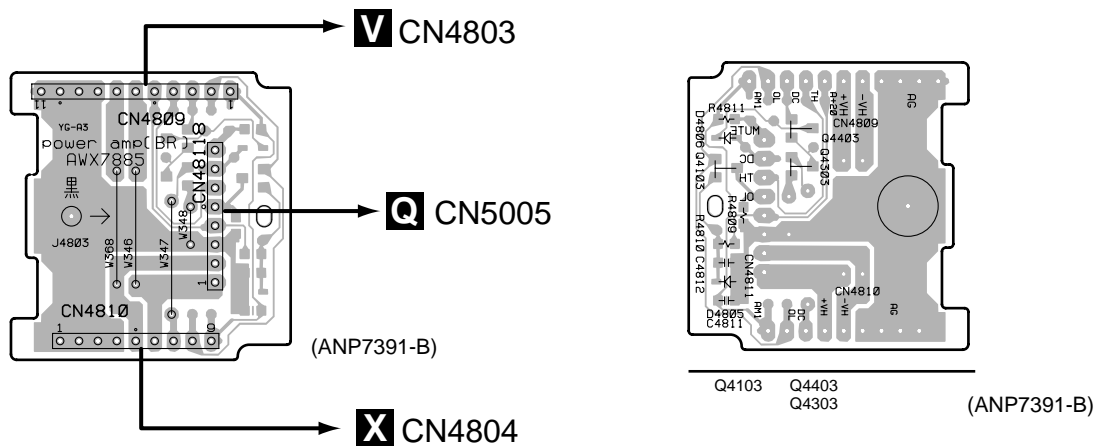 V CN4803
11
1
CN4809
YG-A3
power amp(BR)
AWX7885
CN48118
黒
Q CN5005
J4803
W348
W368
W346
W347
1
CN4810
1
9
(ANP7391-B)
X CN4804
AM1
OL
DC
TH
A+20
+VH
-VH
AG
R4811
CN4809
D4806
MUTE
Q4403
Q4103
DC
Q4303
TH
OL
R4809
R4810
C4812
CN4811
CN4810
D4805
C4811
AM1
OL
DC
+VH
-VH
AG
Q4103 Q4403
Q4303
(ANP7391-B)